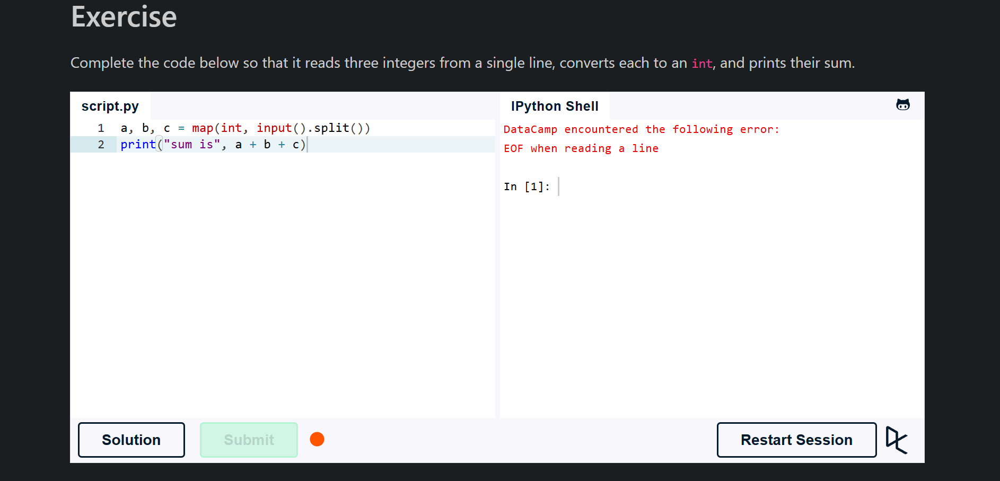 Exercise
Complete the code below so that it reads three integers from a single line, converts each to an int, and prints their sum.
script.py
1 a, b, c = map(int, input().split())
2 print("sum is", a + b + c)
IPython Shell
DataCamp encountered the following error:
EOF when reading a line
In [1]:
Solution
Submit
Restart Session